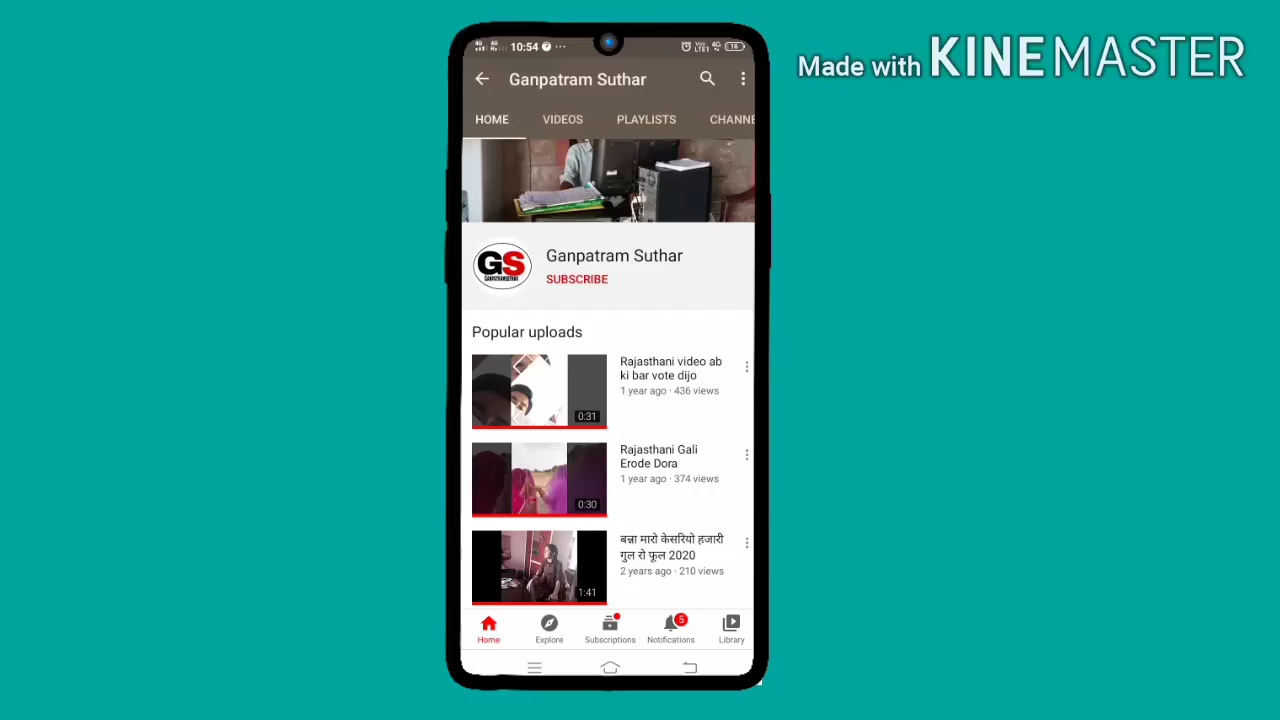 Made with KINEMASTER
10:54
16
Ganpatram Suthar
HOME VIDEOS PLAYLISTS CHANNE
GS
Ganpatram Suthar
SUBSCRIBE
Popular uploads
Rajasthani video ab
ki bar vote dijo
1 year ago · 436 views
0:31
Rajasthani Gali
Erode Dora
1 year ago · 374 views
0:30
बन्ना मारो केसरियो हजारी
गुल रो फूल 2020
2 years ago · 210 views
1:41
5
Home Explore Subscriptions Notifications Library